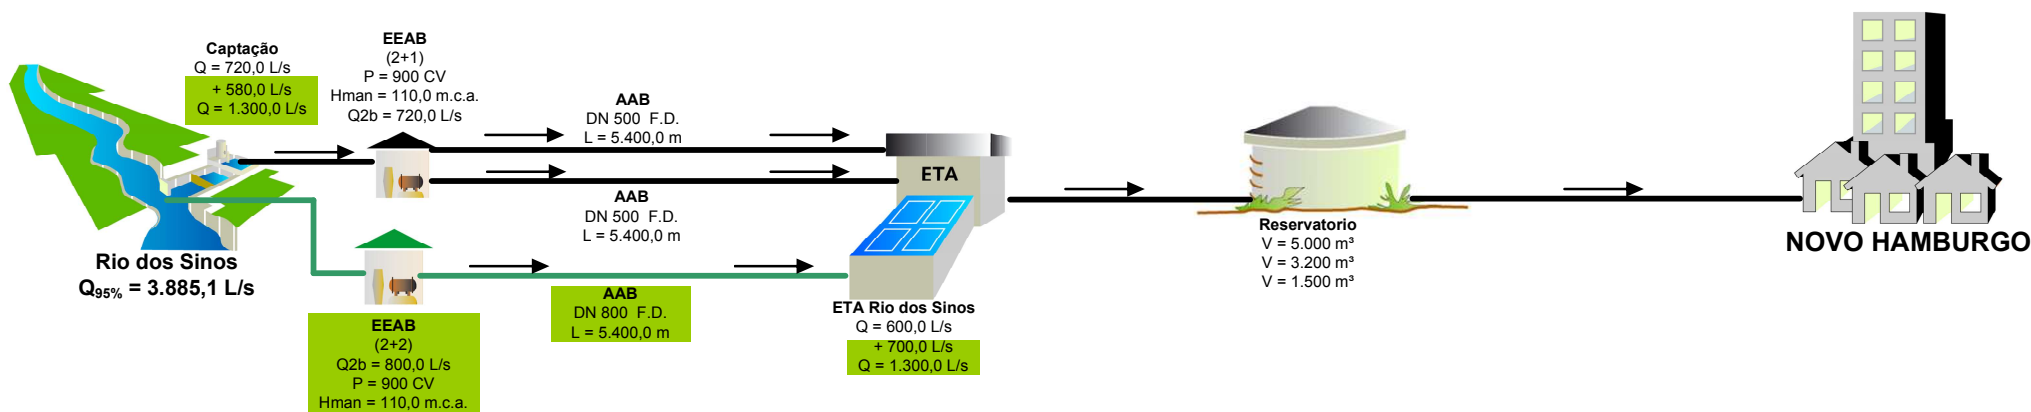 Captação
Q = 720,0 L/s
+ 580,0 L/s
Q = 1.300,0 L/s
EEAB
(2+1)
P = 900 CV
Hman = 110,0 m.c.a.
Q2b = 720,0 L/s
AAB
DN 500 F.D.
L = 5.400,0 m
AAB
DN 500 F.D.
L = 5.400,0 m
ETA
Rio dos Sinos
Q95% = 3.885,1 L/s
EEAB
(2+2)
Q2b = 800,0 L/s
P = 900 CV
Hman = 110,0 m.c.a.
AAB
DN 800 F.D.
L = 5.400,0 m
ETA Rio dos Sinos
Q = 600,0 L/s
+ 700,0 L/s
Q = 1.300,0 L/s
Reservatorio
V = 5.000 m³
V = 3.200 m³
V = 1.500 m³
NOVO HAMBURGO